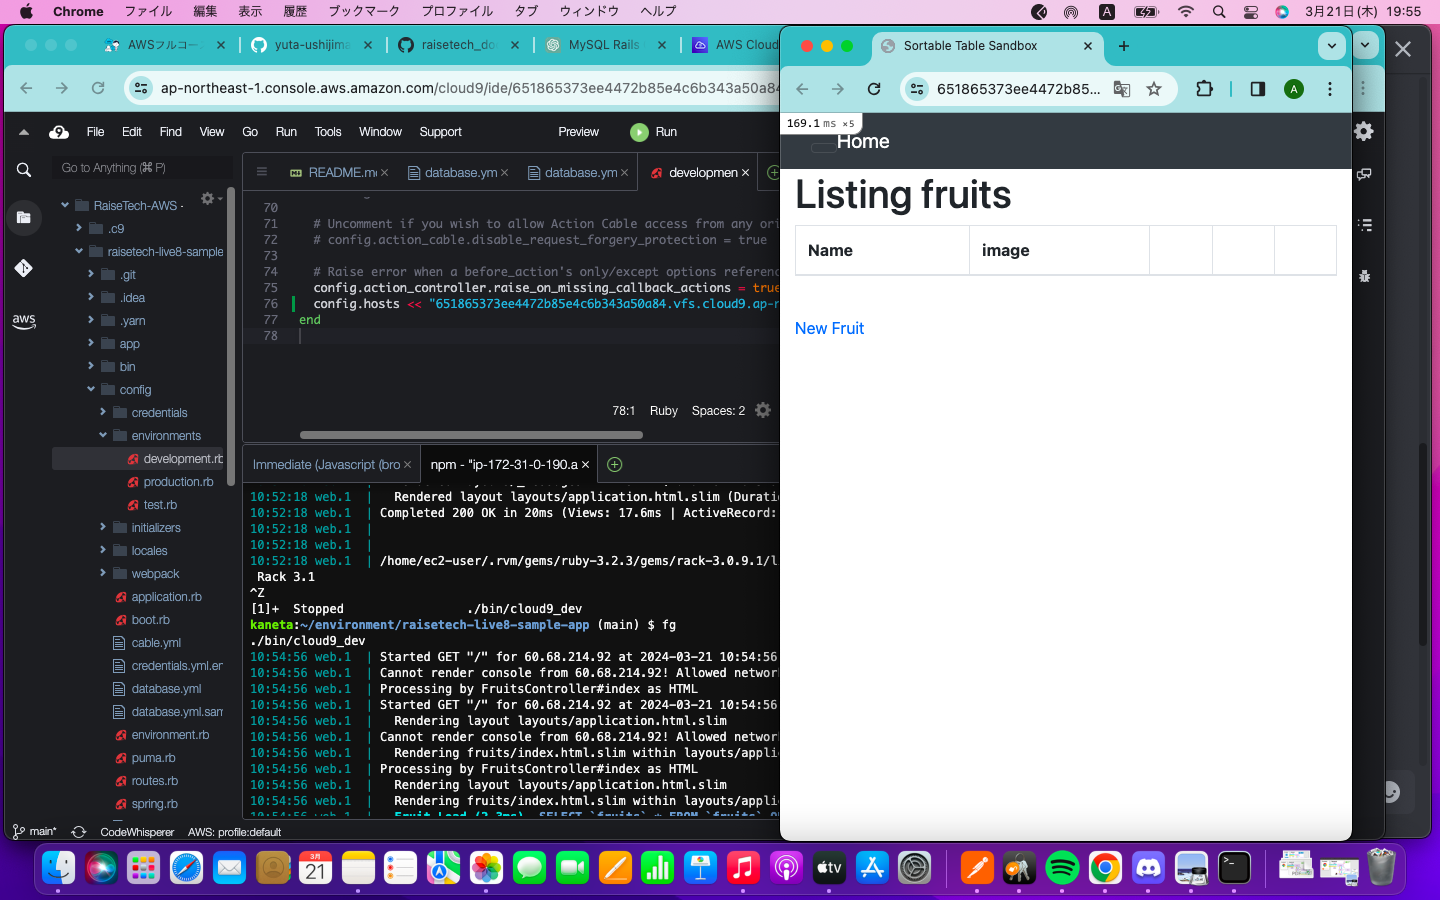 Chrome ファイル 編集 表示 履歴 ブックマーク プロファイル タブ ウィンドウ ヘルプ A 3月21日(木) 19:55
AWSフルコー yuta-ushijima raisetech_do MySQL Rails AWS Cloud
ap-northeast-1.console.aws.amazon.com/cloud9/ide/651865373ee4472b85e4c6b343a50a84
File Edit Find View Go Run Tools Window Support Preview Run
Go to Anything (⌘ P)
README.m database.ym database.ym developmen
RaiseTech-AWS -
.c9
raisetech-live8-sample
.git
.idea
.yarn
app
bin
config
credentials
environments
development.rb
production.rb
test.rb
initializers
locales
webpack
application.rb
boot.rb
cable.yml
credentials.yml.en
database.yml
database.yml.sam
environment.rb
puma.rb
routes.rb
spring.rb
aws
70
71 # Uncomment if you wish to allow Action Cable access from any ori
72 # config.action_cable.disable_request_forgery_protection = true
73
74 # Raise error when a before_action's only/except options referenc
75 config.action_controller.raise_on_missing_callback_actions = true
76 config.hosts << "651865373ee4472b85e4c6b343a50a84.vfs.cloud9.ap-n
77 end
78
78:1 Ruby Spaces: 2
Immediate (Javascript (bro npm - "ip-172-31-0-190.a
10:52:18 web.1 | Rendered layout layouts/application.html.slim (Durati
10:52:18 web.1 | Completed 200 OK in 20ms (Views: 17.6ms | ActiveRecord:
10:52:18 web.1 |
10:52:18 web.1 |
10:52:18 web.1 | /home/ec2-user/.rvm/gems/ruby-3.2.3/gems/rack-3.0.9.1/l
Rack 3.1
^Z
[1]+ Stopped ./bin/cloud9_dev
kaneta:~/environment/raisetech-live8-sample-app (main) $ fg
./bin/cloud9_dev
10:54:56 web.1 | Started GET "/" for 60.68.214.92 at 2024-03-21 10:54:56
10:54:56 web.1 | Cannot render console from 60.68.214.92! Allowed networ
10:54:56 web.1 | Processing by FruitsController#index as HTML
10:54:56 web.1 | Started GET "/" for 60.68.214.92 at 2024-03-21 10:54:56
10:54:56 web.1 | Rendering layout layouts/application.html.slim
10:54:56 web.1 | Cannot render console from 60.68.214.92! Allowed networ
10:54:56 web.1 | Rendering fruits/index.html.slim within layouts/appli
10:54:56 web.1 | Processing by FruitsController#index as HTML
10:54:56 web.1 | Rendering layout layouts/application.html.slim
10:54:56 web.1 | Rendering fruits/index.html.slim within layouts/appli
main* CodeWhisperer AWS: profile:default
Sortable Table Sandbox
651865373ee4472b85... A
169.1 ms ×5
Home
Listing fruits
Name image
New Fruit
3月
21
tv